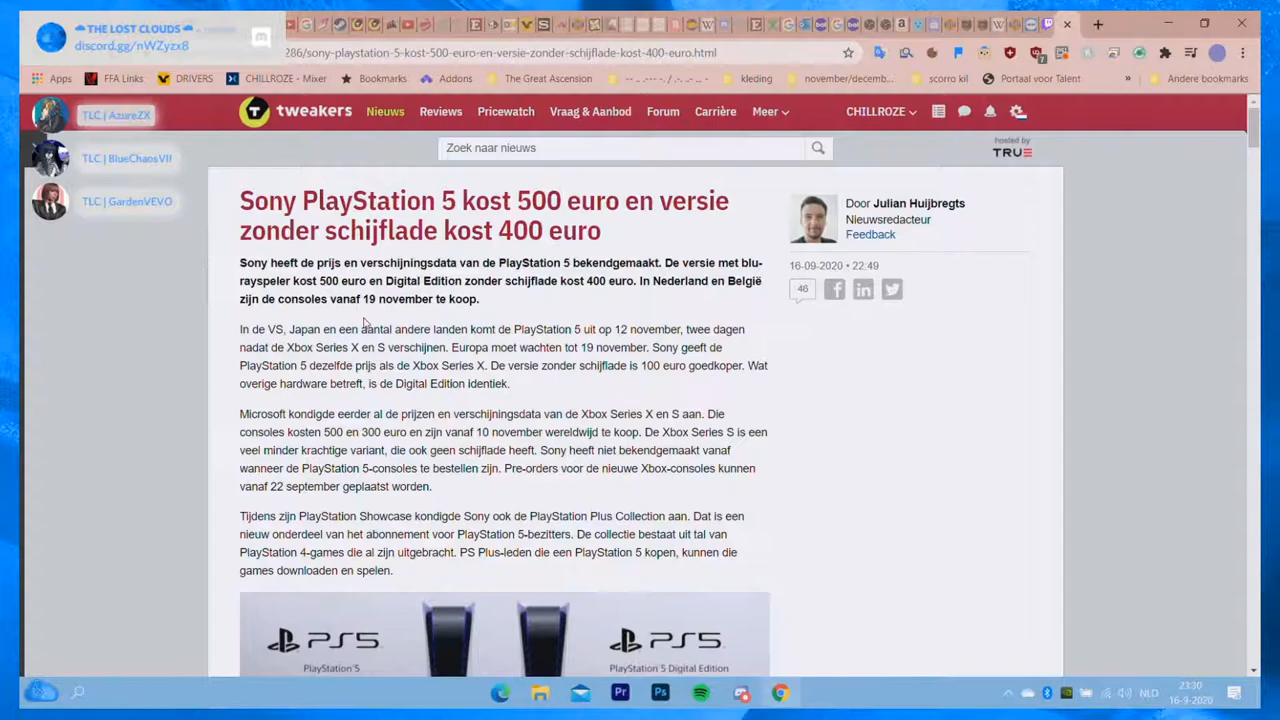 THE LOST CLOUDS
discord.gg/nWZyzx8
286/sony-playstation-5-kost-500-euro-en-versie-zonder-schijflade-kost-400-euro.html
Apps FFA Links DRIVERS CHILLROZE - Mixer Bookmarks Addons The Great Ascension -- .-.. / .-. / .. november/decemb... kleding scorro kil Portaal voor Talent » Andere bookmarks
TLC | AzureZX
TLC | BlueChaosVII
TLC | GardenVEVO
tweakers Nieuws Reviews Pricewatch Vraag & Aanbod Forum Carrière Meer CHILLROZE
Zoek naar nieuws
hosted by
TRUE
Sony PlayStation 5 kost 500 euro en versie
zonder schijflade kost 400 euro
Door Julian Huijbregts
Nieuwsredacteur
Feedback
16-09-2020 • 22:49
46
Sony heeft de prijs en verschijningsdata van de PlayStation 5 bekendgemaakt. De versie met blu-
rayspeler kost 500 euro en Digital Edition zonder schijflade kost 400 euro. In Nederland en België
zijn de consoles vanaf 19 november te koop.
In de VS, Japan en een aantal andere landen komt de PlayStation 5 uit op 12 november, twee dagen
nadat de Xbox Series X en S verschijnen. Europa moet wachten tot 19 november. Sony geeft de
PlayStation 5 dezelfde prijs als de Xbox Series X. De versie zonder schijflade is 100 euro goedkoper. Wat
overige hardware betreft, is de Digital Edition identiek.
Microsoft kondigde eerder al de prijzen en verschijningsdata van de Xbox Series X en S aan. Die
consoles kosten 500 en 300 euro en zijn vanaf 10 november wereldwijd te koop. De Xbox Series S is een
veel minder krachtige variant, die ook geen schijflade heeft. Sony heeft niet bekendgemaakt vanaf
wanneer de PlayStation 5-consoles te bestellen zijn. Pre-orders voor de nieuwe Xbox-consoles kunnen
vanaf 22 september geplaatst worden.
Tijdens zijn PlayStation Showcase kondigde Sony ook de PlayStation Plus Collection aan. Dat is een
nieuw onderdeel van het abonnement voor PlayStation 5-bezitters. De collectie bestaat uit tal van
PlayStation 4-games die al zijn uitgebracht. PS Plus-leden die een PlayStation 5 kopen, kunnen die
games downloaden en spelen.
PS5 PS5
PlayStation 5 PlayStation 5 Digital Edition
Pr Ps NLD
23:30
16-9-2020